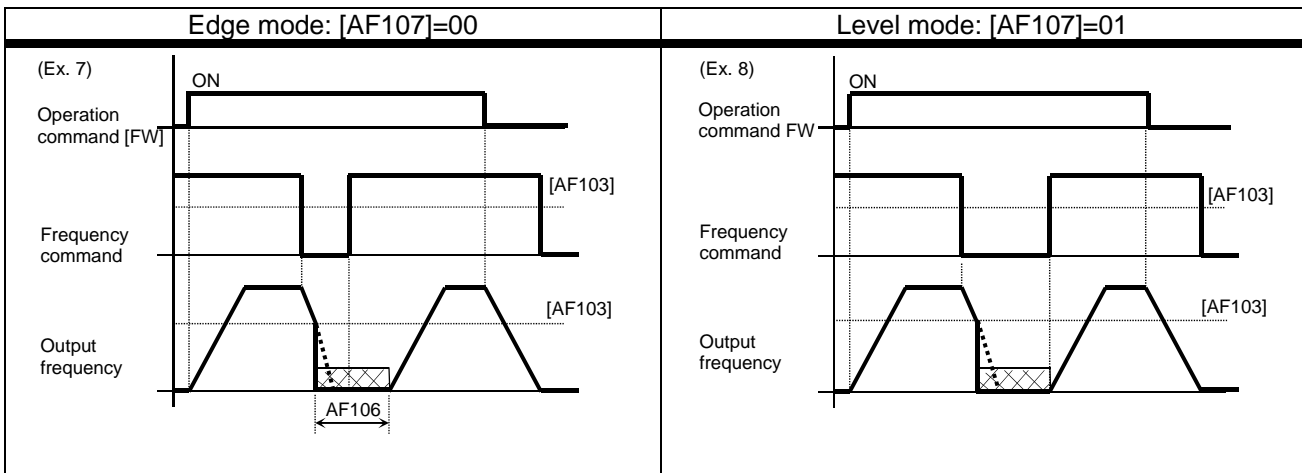 Edge mode: [AF107]=00
Level mode: [AF107]=01
(Ex. 7)
ON
Operation
command [FW]
[AF103]
Frequency
command
[AF103]
Output
frequency
AF106
(Ex. 8)
ON
Operation
command FW
[AF103]
Frequency
command
[AF103]
Output
frequency